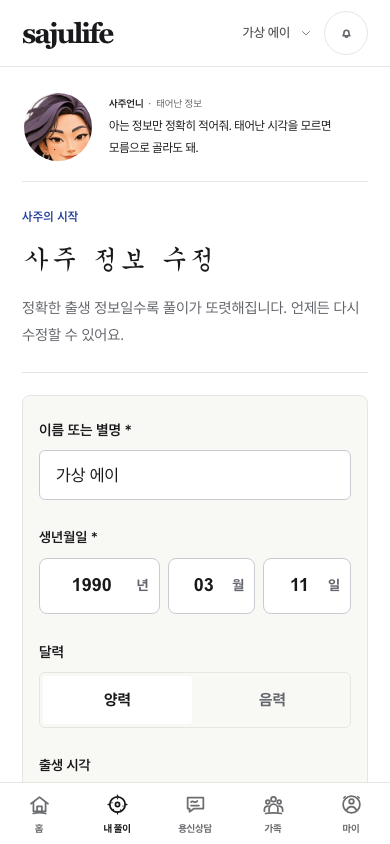 sajulife
가상 에이
사주언니 · 태어난 정보
아는 정보만 정확히 적어줘. 태어난 시각을 모르면
모름으로 골라도 돼.
사주의 시작
사주 정보 수정
정확한 출생 정보일수록 풀이가 또렷해집니다. 언제든 다시
수정할 수 있어요.
이름 또는 별명 *
가상 에이
생년월일 *
1990 년 03 월 11 일
달력
양력 음력
출생 시각
홈 내 풀이 용신상담 가족 마이